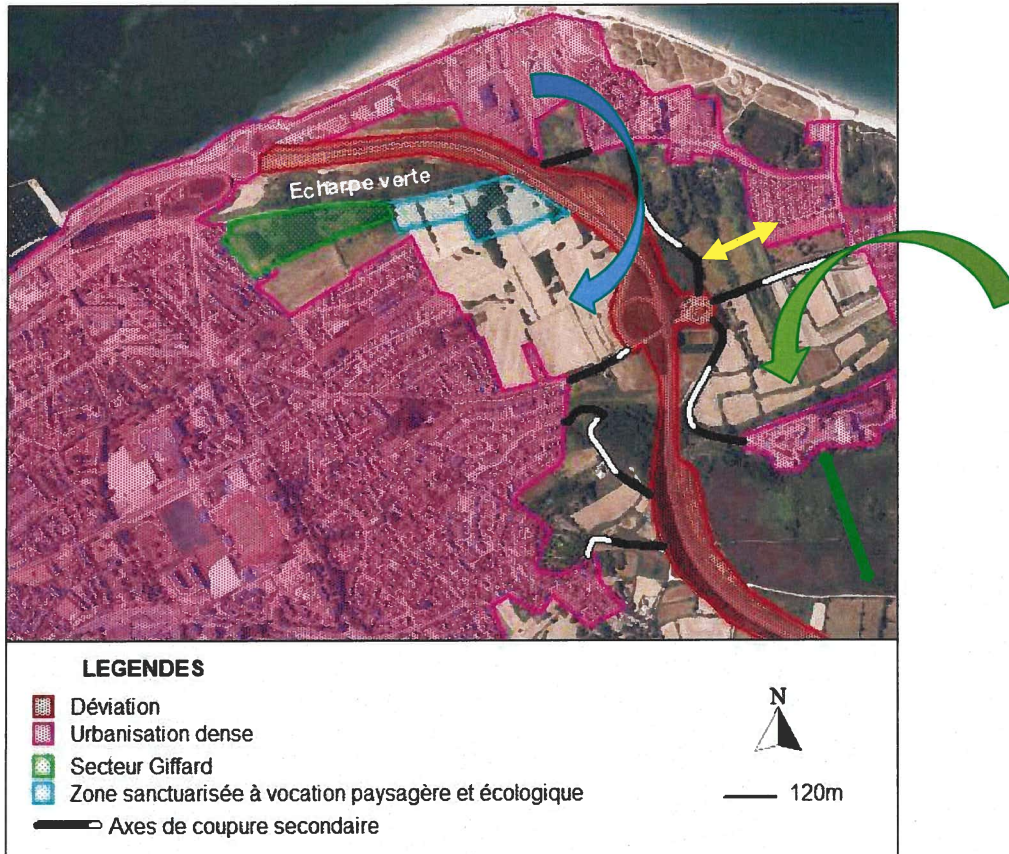 Echarpe verte
LEGENDES
Déviation
Urbanisation dense
Secteur Giffard
Zone sanctuarisée à vocation paysagère et écologique
Axes de coupure secondaire
N
120m